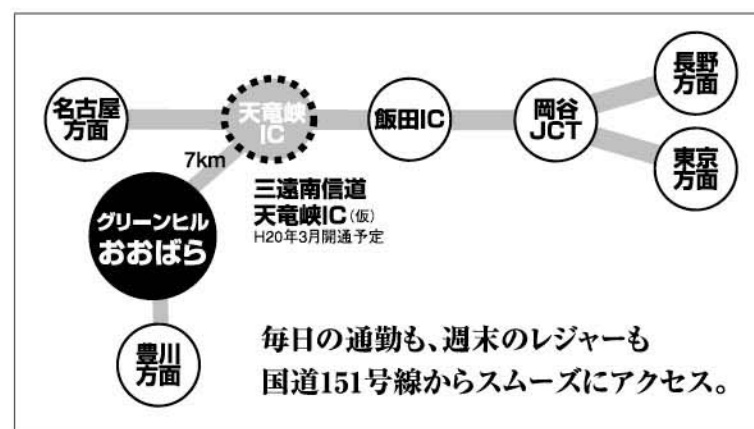 長野
方面
名古屋
方面
天竜峡
IC
飯田IC
岡谷
JCT
東京
方面
7km
三遠南信道
天竜峡IC(仮)
H20年3月開通予定
グリーンヒル
おおばら
豊川
方面
毎日の通勤も、週末のレジャーも
国道151号線からスムーズにアクセス。